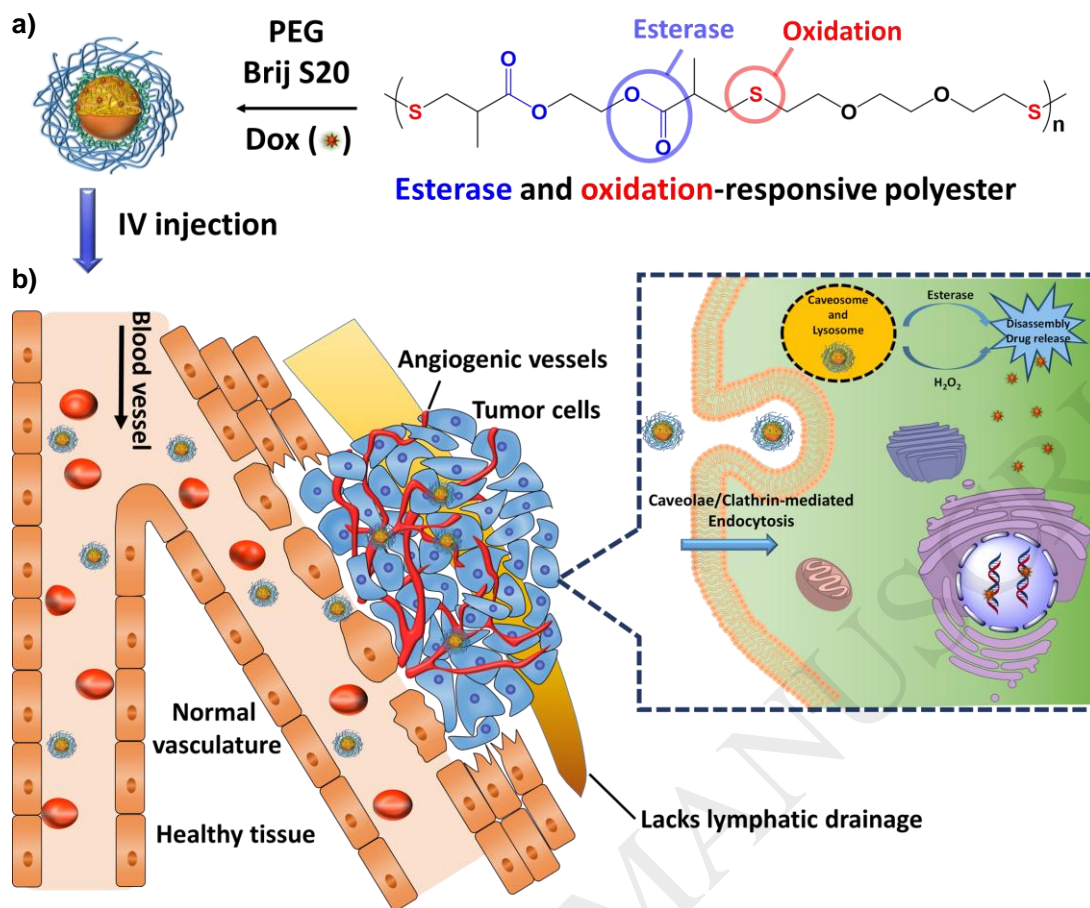 a)
PEG
Brij S20
Dox ( )
IV injection
Esterase
Oxidation
S
O
O
O
O
S
O
O
S
n
Esterase and oxidation-responsive polyester
b)
Blood vessel
Angiogenic vessels
Tumor cells
Normal
vasculature
Healthy tissue
Lacks lymphatic drainage
Caveosome
and
Lysosome
Esterase
H2O2
Disassembly
Drug release
Caveolae/Clathrin-mediated
Endocytosis
MANUSCR